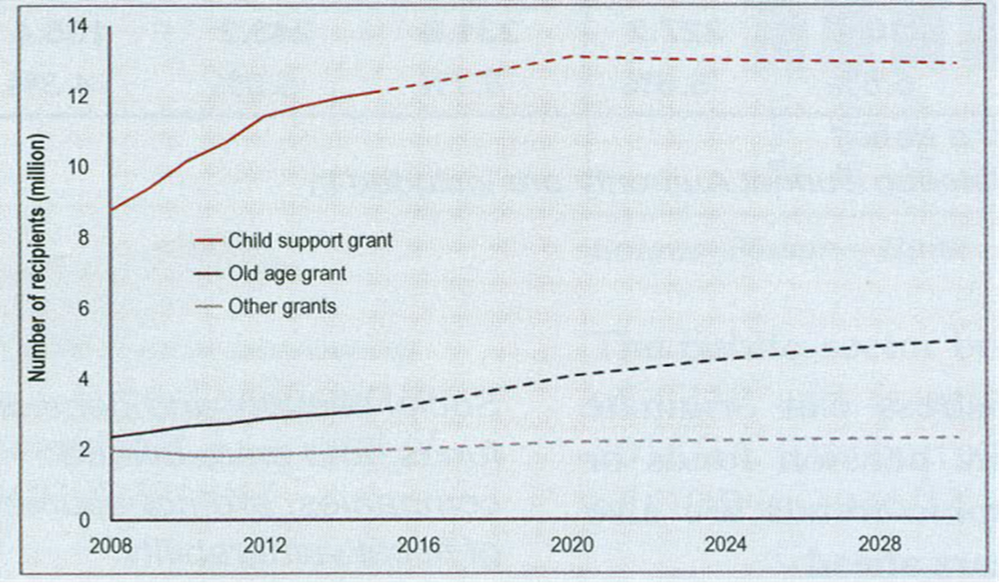 14
12
10
8
6
4
2
0
Number of recipients (million)
Child support grant
Old age grant
Other grants
2008 2012 2016 2020 2024 2028